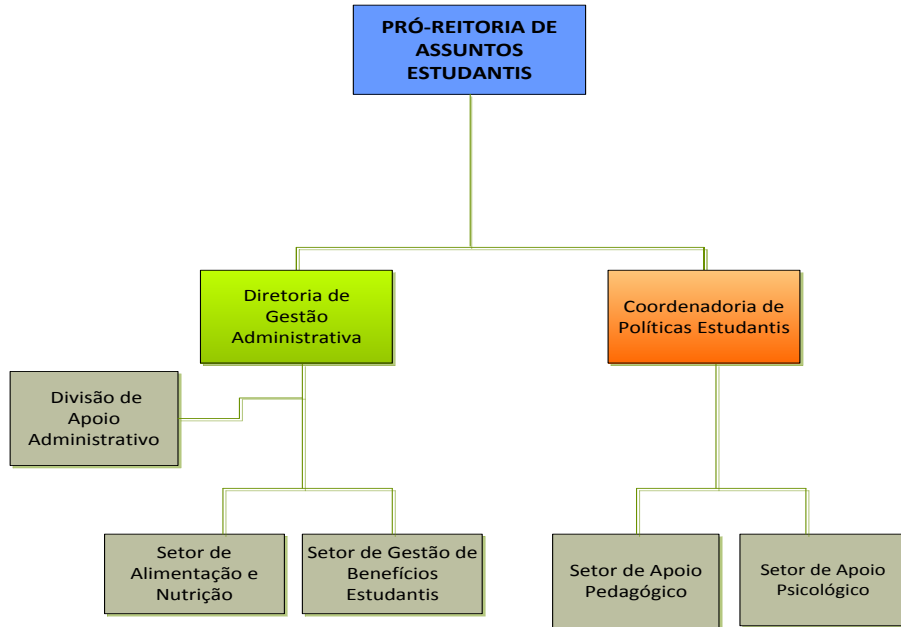 PRÓ-REITORIA DE
ASSUNTOS
ESTUDANTIS
Diretoria de
Gestão
Administrativa
Coordenadoria de
Políticas Estudantis
Divisão de
Apoio
Administrativo
Setor de
Alimentação e
Nutrição
Setor de Gestão de
Benefícios
Estudantis
Setor de Apoio
Pedagógico
Setor de Apoio
Psicológico